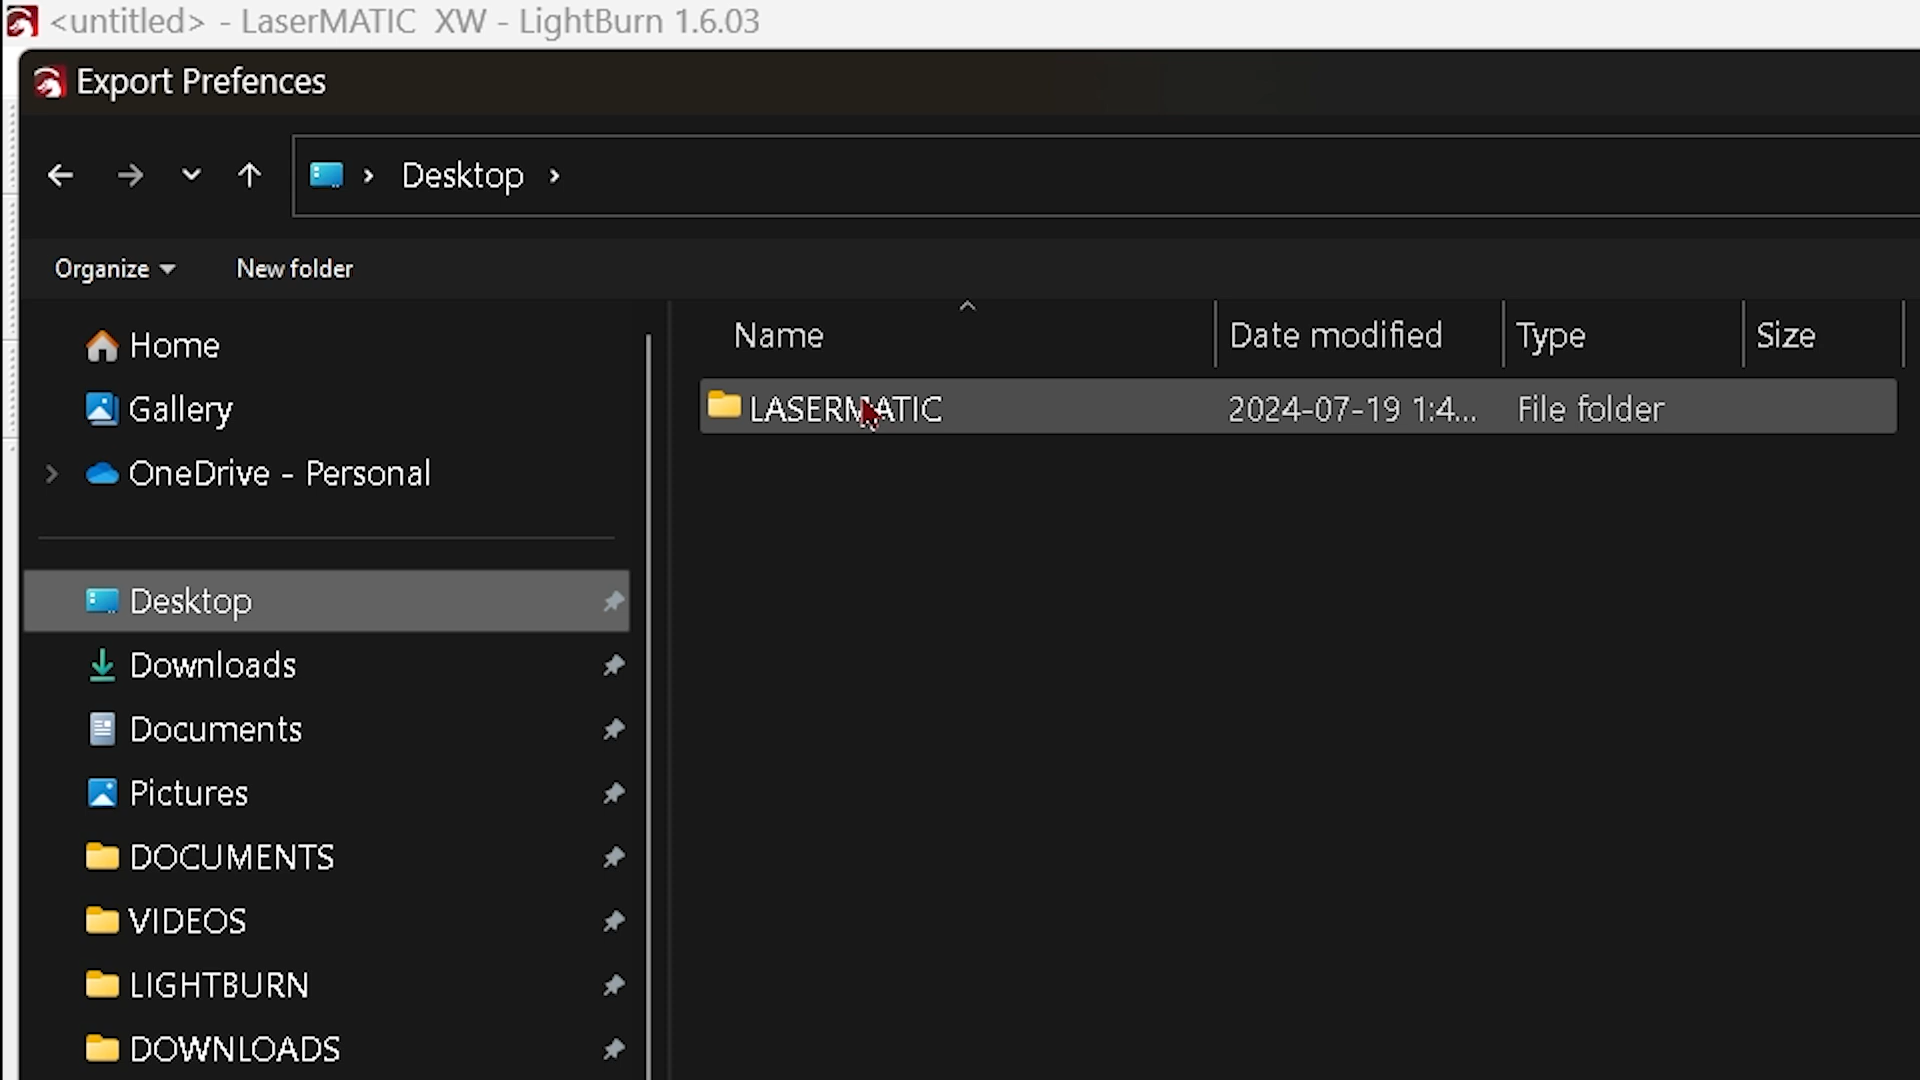 <untitled> - LaserMATIC XW - LightBurn 1.6.03
Export Prefences
Desktop
Organize
New folder
Name
Date modified
Type
Size
LASERMATIC
2024-07-19 1:4...
File folder
Home
Gallery
OneDrive - Personal
Desktop
Downloads
Documents
Pictures
DOCUMENTS
VIDEOS
LIGHTBURN
DOWNLOADS